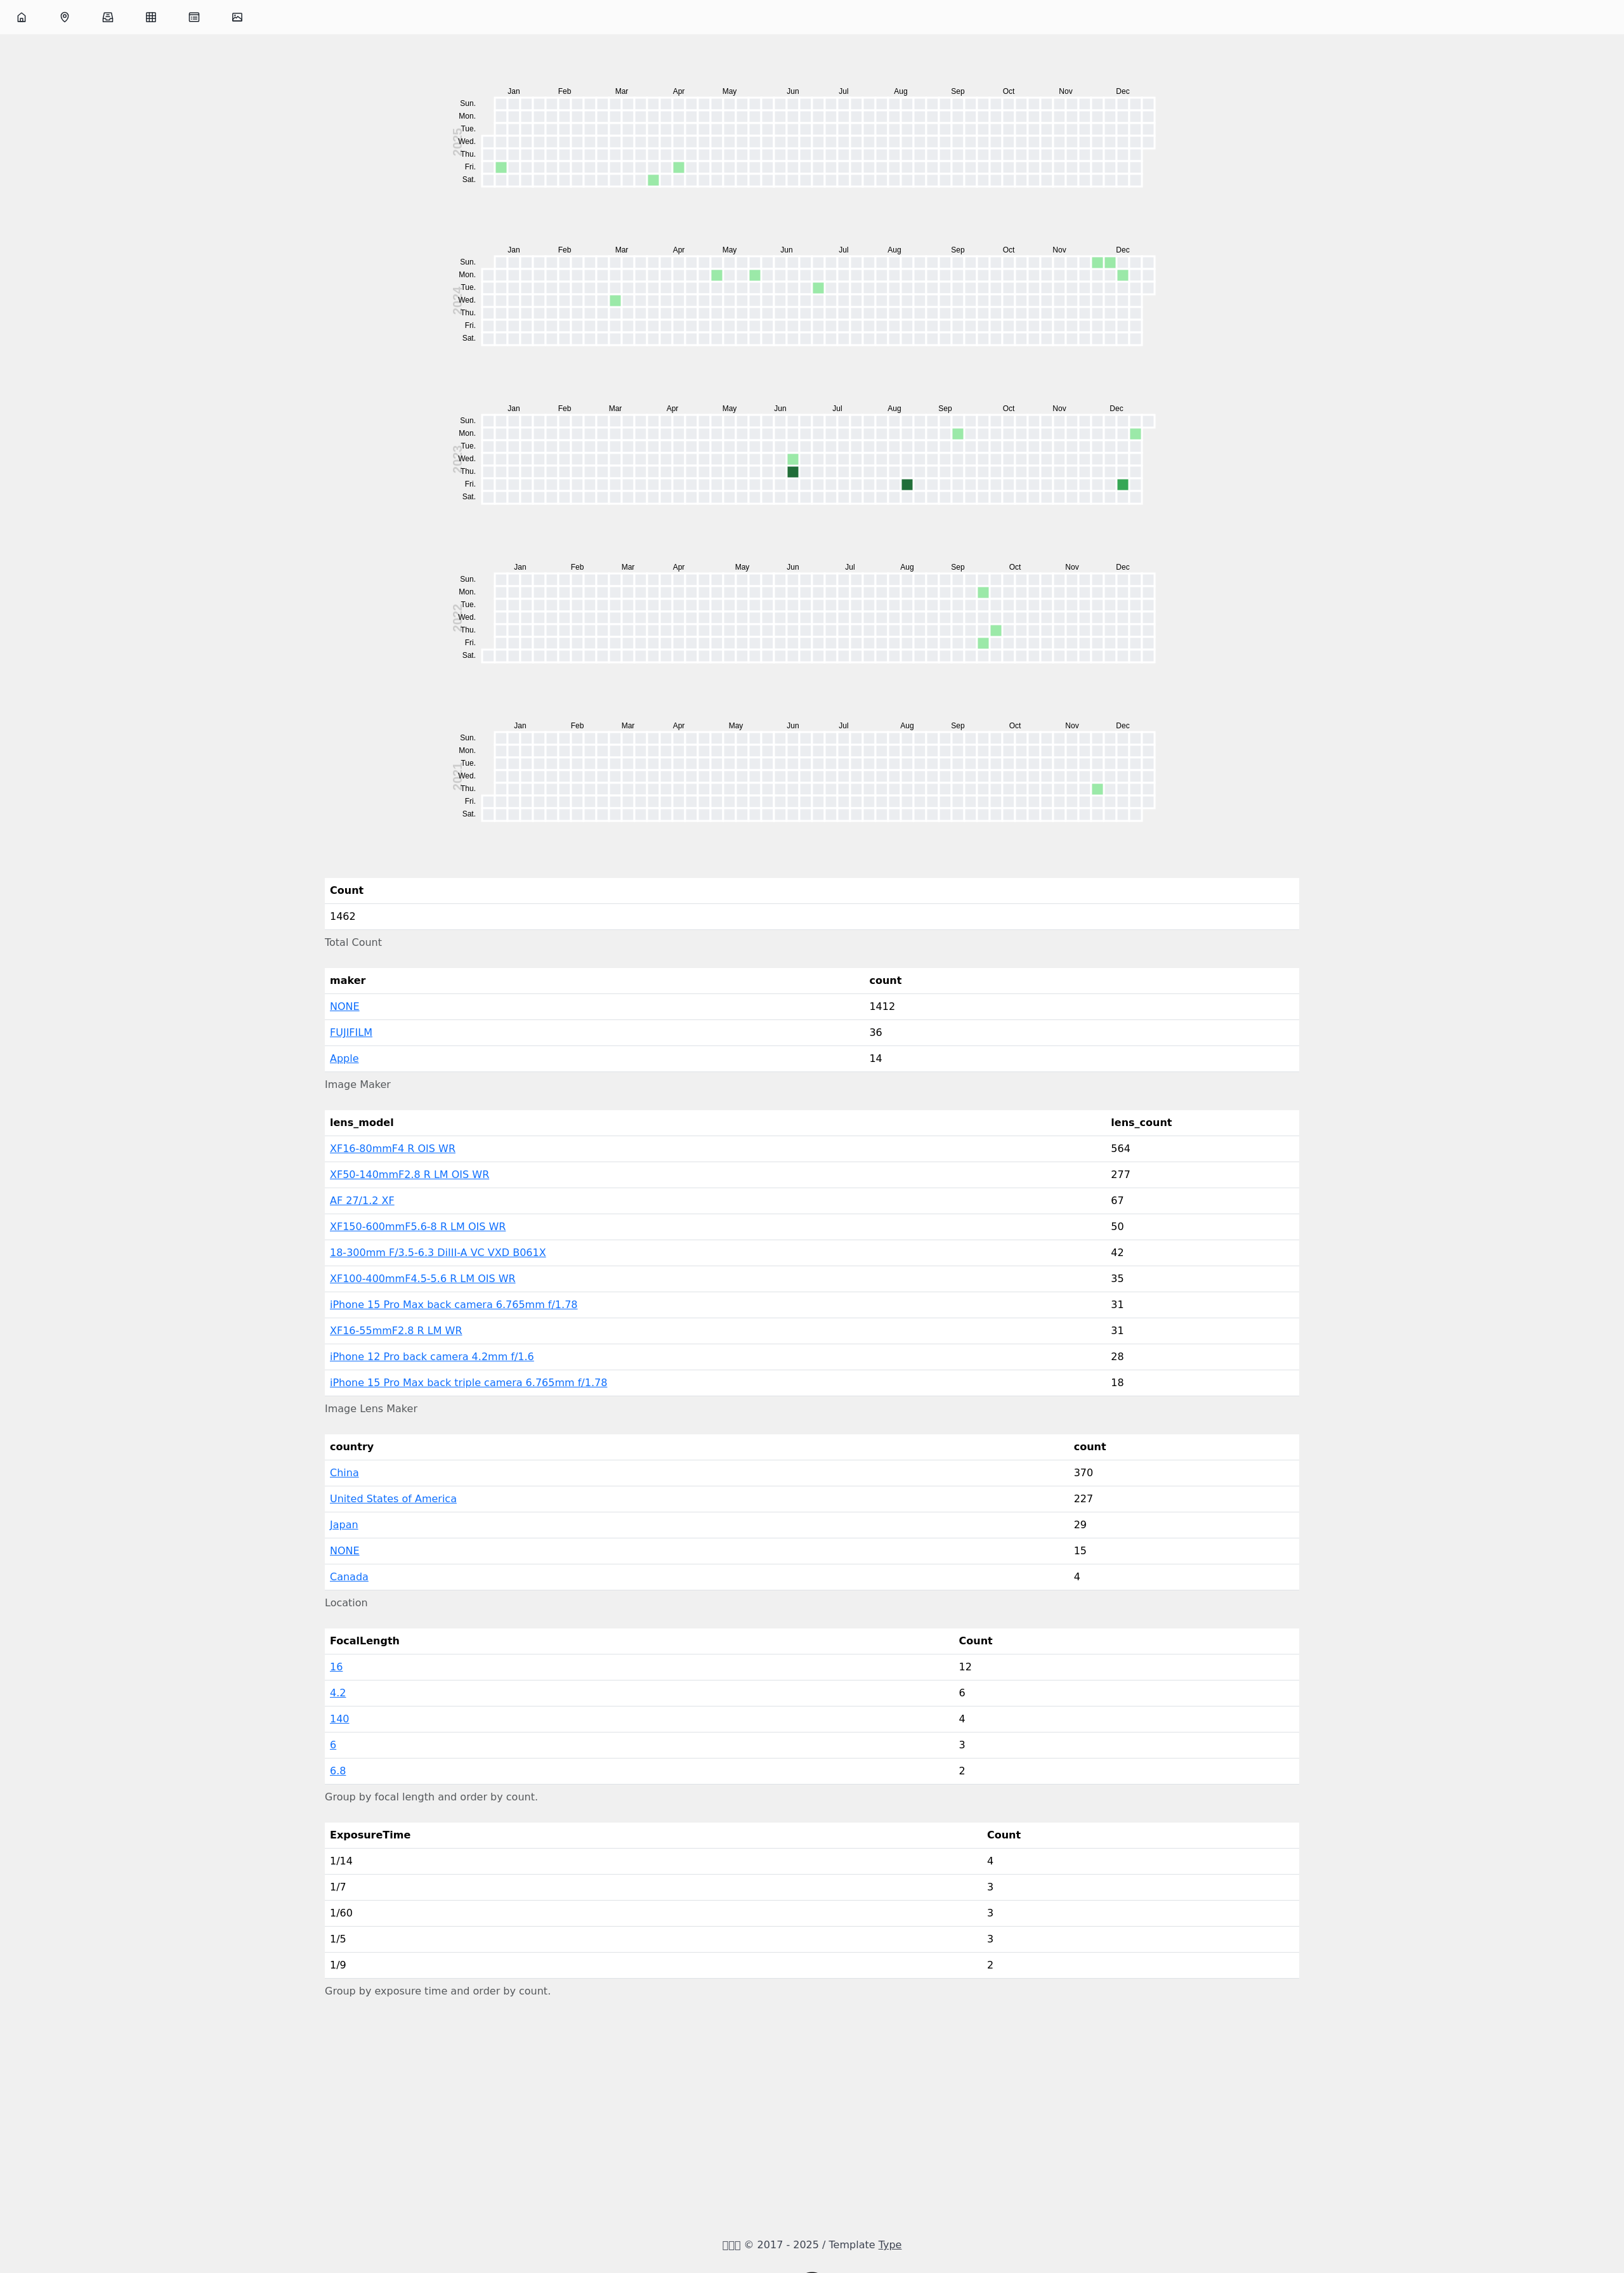 Jan Feb Mar Apr May Jun Jul Aug Sep Oct Nov Dec
Sun.
Mon.
Tue.
Wed.
Thu.
Fri.
Sat.
2025
Jan Feb Mar Apr May Jun Jul Aug Sep Oct Nov Dec
Sun.
Mon.
Tue.
Wed.
Thu.
Fri.
Sat.
2024
Jan Feb Mar Apr May Jun Jul Aug Sep Oct Nov Dec
Sun.
Mon.
Tue.
Wed.
Thu.
Fri.
Sat.
2023
Jan Feb Mar Apr May Jun Jul Aug Sep Oct Nov Dec
Sun.
Mon.
Tue.
Wed.
Thu.
Fri.
Sat.
2022
Jan Feb Mar Apr May Jun Jul Aug Sep Oct Nov Dec
Sun.
Mon.
Tue.
Wed.
Thu.
Fri.
Sat.
2021
Count
1462
Total Count
maker count
NONE 1412
FUJIFILM 36
Apple 14
Image Maker
lens_model lens_count
XF16-80mmF4 R OIS WR 564
XF50-140mmF2.8 R LM OIS WR 277
AF 27/1.2 XF 67
XF150-600mmF5.6-8 R LM OIS WR 50
18-300mm F/3.5-6.3 DiIII-A VC VXD B061X 42
XF100-400mmF4.5-5.6 R LM OIS WR 35
iPhone 15 Pro Max back camera 6.765mm f/1.78 31
XF16-55mmF2.8 R LM WR 31
iPhone 12 Pro back camera 4.2mm f/1.6 28
iPhone 15 Pro Max back triple camera 6.765mm f/1.78 18
Image Lens Maker
country count
China 370
United States of America 227
Japan 29
NONE 15
Canada 4
Location
FocalLength Count
16 12
4.2 6
140 4
6 3
6.8 2
Group by focal length and order by count.
ExposureTime Count
1/14 4
1/7 3
1/60 3
1/5 3
1/9 2
Group by exposure time and order by count.
© 2017 - 2025 / Template Type